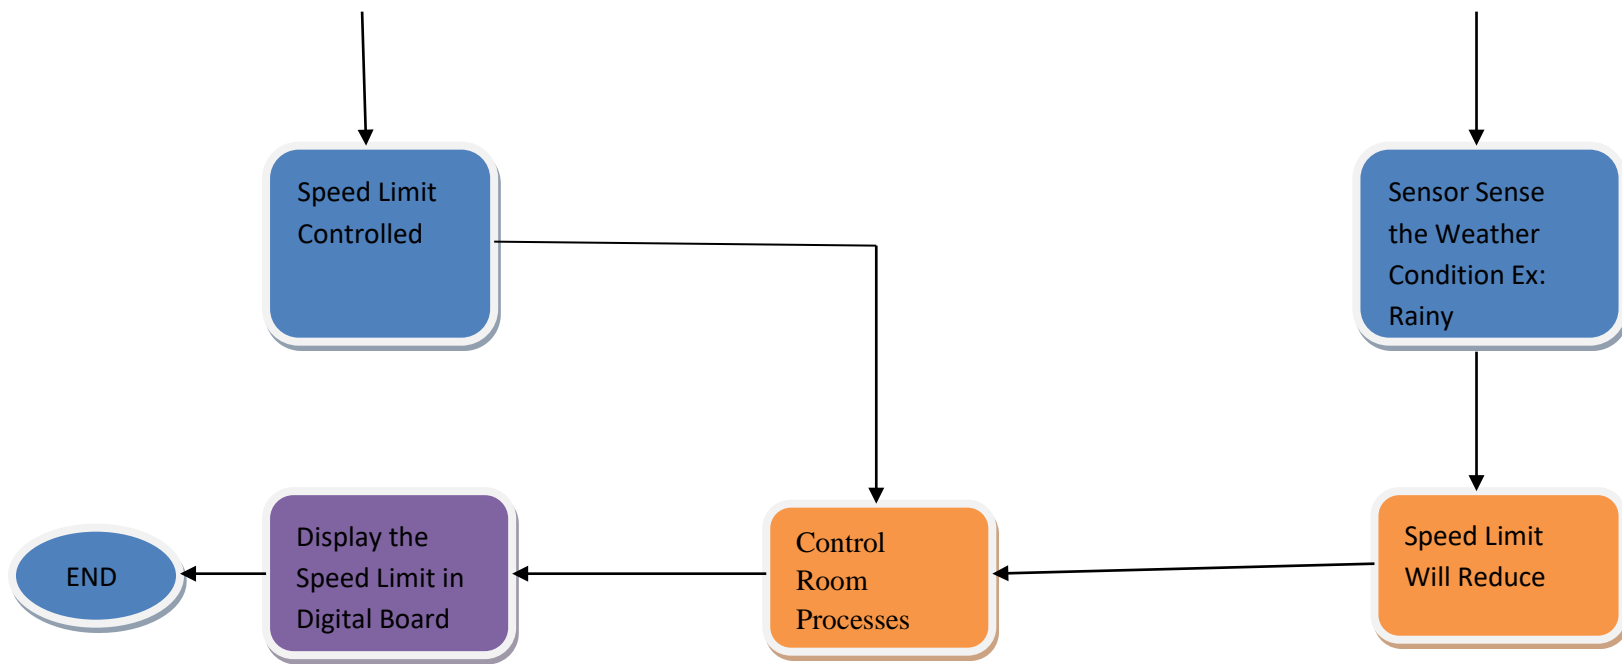 Speed Limit
Controlled
Sensor Sense
the Weather
Condition Ex:
Rainy
END
Display the
Speed Limit in
Digital Board
Control
Room
Processes
Speed Limit
Will Reduce